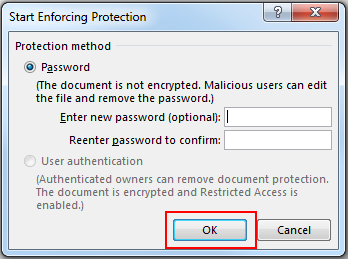 Start Enforcing Protection
?
Protection method
Password
(The document is not encrypted. Malicious users can edit
the file and remove the password.)
Enter new password (optional):
Reenter password to confirm:
User authentication
(Authenticated owners can remove document protection.
The document is encrypted and Restricted Access is
enabled.)
OK Cancel